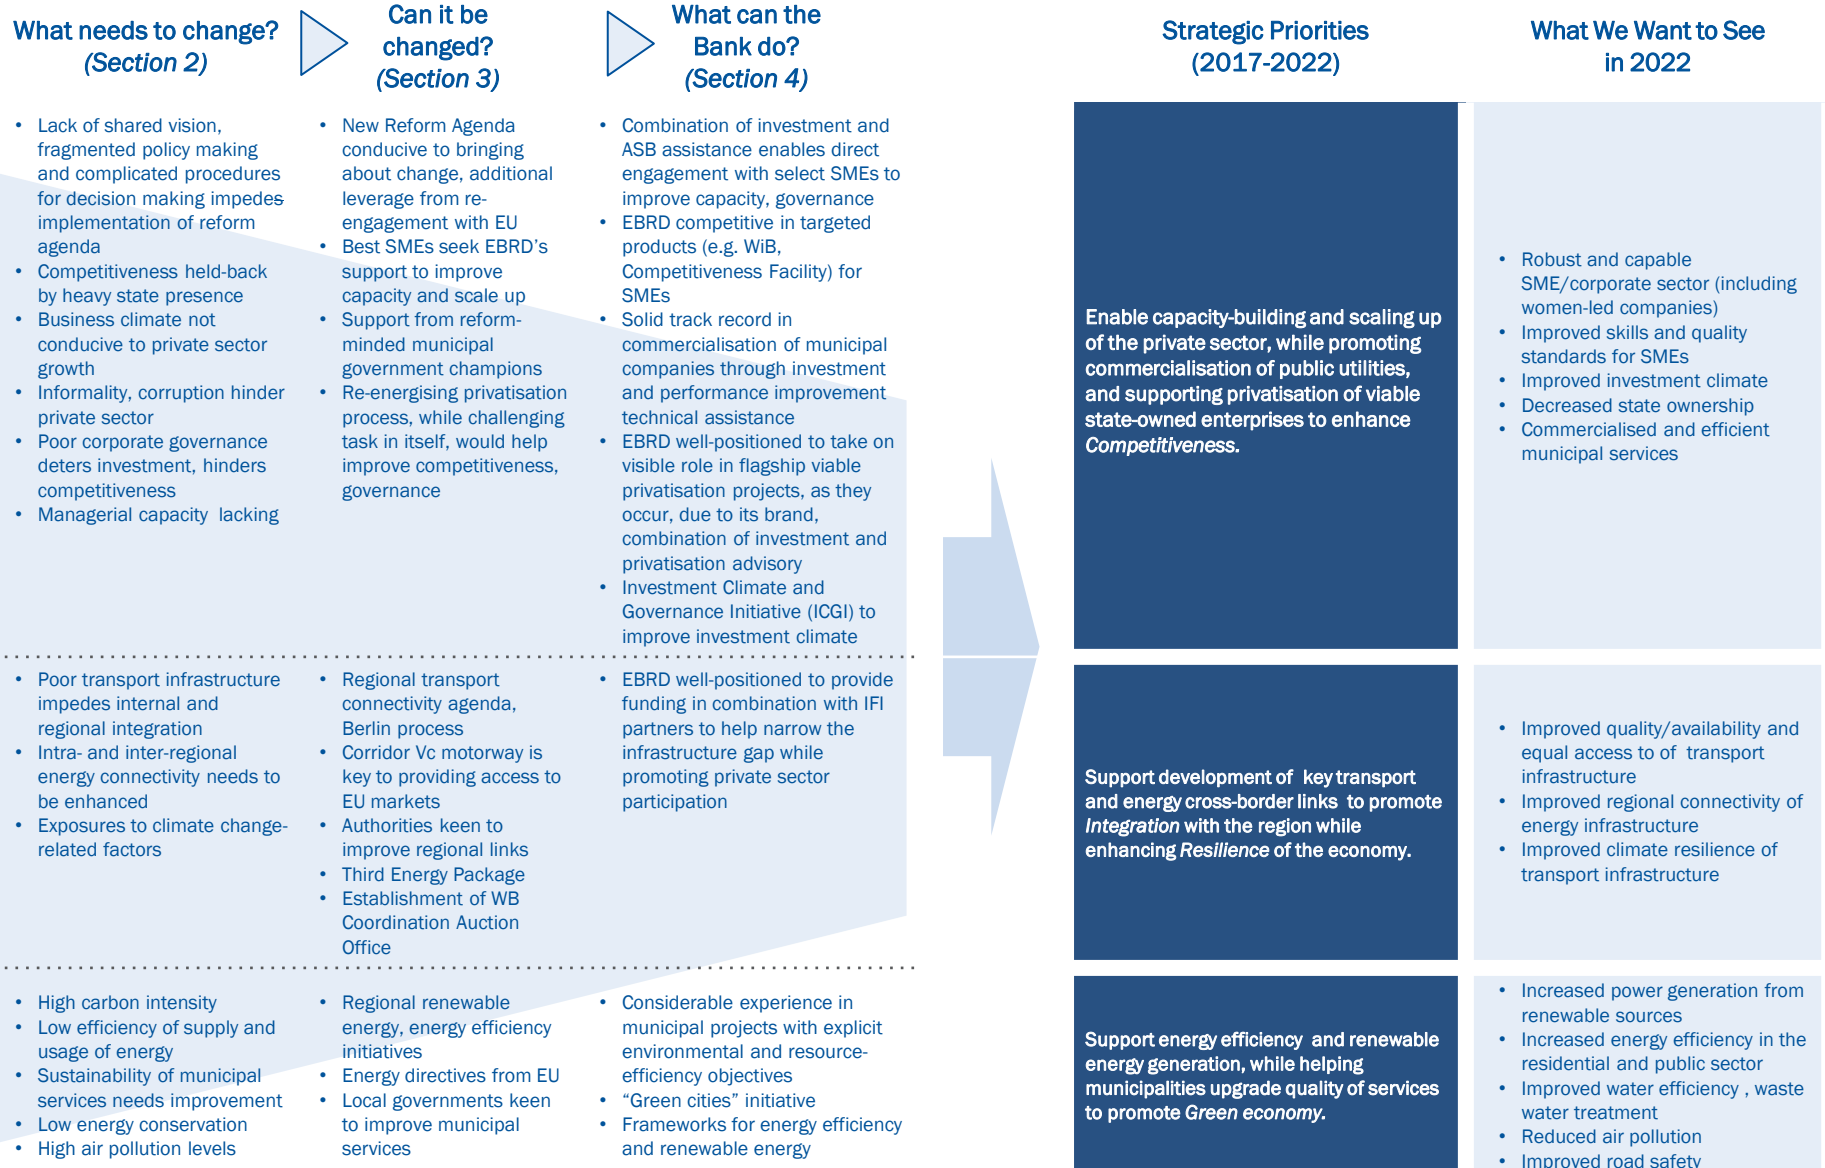 What needs to change?
(Section 2)
Can it be
changed?
(Section 3)
What can the
Bank do?
(Section 4)
Strategic Priorities
(2017-2022)
What We Want to See
in 2022
• Lack of shared vision,
fragmented policy making
and complicated procedures
for decision making impedes
implementation of reform
agenda
• Competitiveness held-back
by heavy state presence
• Business climate not
conducive to private sector
growth
• Informality, corruption hinder
private sector
• Poor corporate governance
deters investment, hinders
competitiveness
• Managerial capacity lacking
• New Reform Agenda
conducive to bringing
about change, additional
leverage from re-
engagement with EU
• Best SMEs seek EBRD’s
support to improve
capacity and scale up
• Support from reform-
minded municipal
government champions
• Re-energising privatisation
process, while challenging
task in itself, would help
improve competitiveness,
governance
• Combination of investment and
ASB assistance enables direct
engagement with select SMEs to
improve capacity, governance
• EBRD competitive in targeted
products (e.g. WiB,
Competitiveness Facility) for
SMEs
• Solid track record in
commercialisation of municipal
companies through investment
and performance improvement
technical assistance
• EBRD well-positioned to take on
visible role in flagship viable
privatisation projects, as they
occur, due to its brand,
combination of investment and
privatisation advisory
• Investment Climate and
Governance Initiative (ICGI) to
improve investment climate
Enable capacity-building and scaling up
of the private sector, while promoting
commercialisation of public utilities,
and supporting privatisation of viable
state-owned enterprises to enhance
Competitiveness.
• Robust and capable
SME/corporate sector (including
women-led companies)
• Improved skills and quality
standards for SMEs
• Improved investment climate
• Decreased state ownership
• Commercialised and efficient
municipal services
• Poor transport infrastructure
impedes internal and
regional integration
• Intra- and inter-regional
energy connectivity needs to
be enhanced
• Exposures to climate change-
related factors
• Regional transport
connectivity agenda,
Berlin process
• Corridor Vc motorway is
key to providing access to
EU markets
• Authorities keen to
improve regional links
• Third Energy Package
• Establishment of WB
Coordination Auction
Office
• EBRD well-positioned to provide
funding in combination with IFI
partners to help narrow the
infrastructure gap while
promoting private sector
participation
Support development of key transport
and energy cross-border links to promote
Integration with the region while
enhancing Resilience of the economy.
• Improved quality/availability and
equal access to of transport
infrastructure
• Improved regional connectivity of
energy infrastructure
• Improved climate resilience of
transport infrastructure
• High carbon intensity
• Low efficiency of supply and
usage of energy
• Sustainability of municipal
services needs improvement
• Low energy conservation
• High air pollution levels
• Regional renewable
energy, energy efficiency
initiatives
• Energy directives from EU
• Local governments keen
to improve municipal
services
• Considerable experience in
municipal projects with explicit
environmental and resource-
efficiency objectives
• “Green cities” initiative
• Frameworks for energy efficiency
and renewable energy
Support energy efficiency and renewable
energy generation, while helping
municipalities upgrade quality of services
to promote Green economy.
• Increased power generation from
renewable sources
• Increased energy efficiency in the
residential and public sector
• Improved water efficiency , waste
water treatment
• Reduced air pollution
• Improved road safety